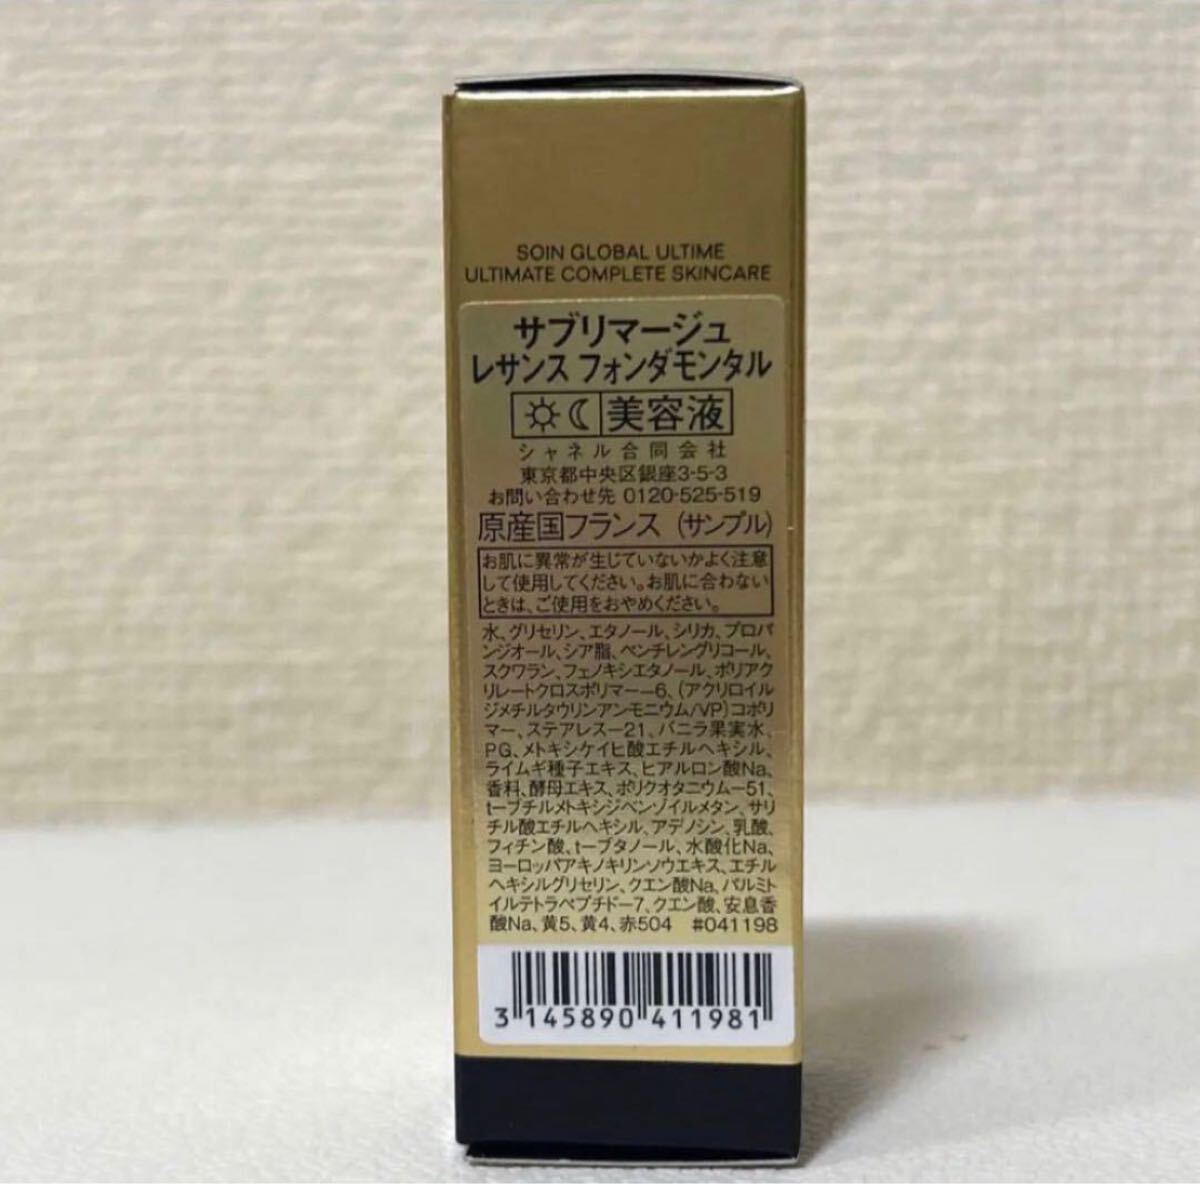 SOIN GLOBAL ULTIME
ULTIMATE COMPLETE SKINCARE
サブリマージュ
レサンス フォンダモンタル
美容液
シャネル合同会社
東京都中央区銀座3-5-3
お問い合わせ先 0120-525-519
原産国フランス (サンプル)
お肌に異常が生じていないかよく注意
して使用してください。お肌に合わない
ときは、ご使用をおやめください。
水、グリセリン、エタノール、シリカ、プロパ
ンジオール、シア脂、ペンチレングリコール、
スクワラン、フェノキシエタノール、ポリアク
リレートクロスポリマー-6、(アクリロイル
ジメチルタウリンアンモニウム/VP)コポリ
マー、ステアレス-21、バニラ果実水、
PG、メトキシケイヒ酸エチルヘキシル、
ライムギ種子エキス、ヒアルロン酸Na、
香料、酵母エキス、ポリクオタニウム-51、
t-ブチルメトキシジベンゾイルメタン、サリ
チル酸エチルヘキシル、アデノシン、乳酸、
フィチン酸、t-ブタノール、水酸化Na、
ヨーロッパアキノキリンソウエキス、エチル
ヘキシルグリセリン、クエン酸Na、パルミト
イルテトラペプチド-7、クエン酸、安息香
酸Na、黄5、黄4、赤504 #041198
3 145890 411981